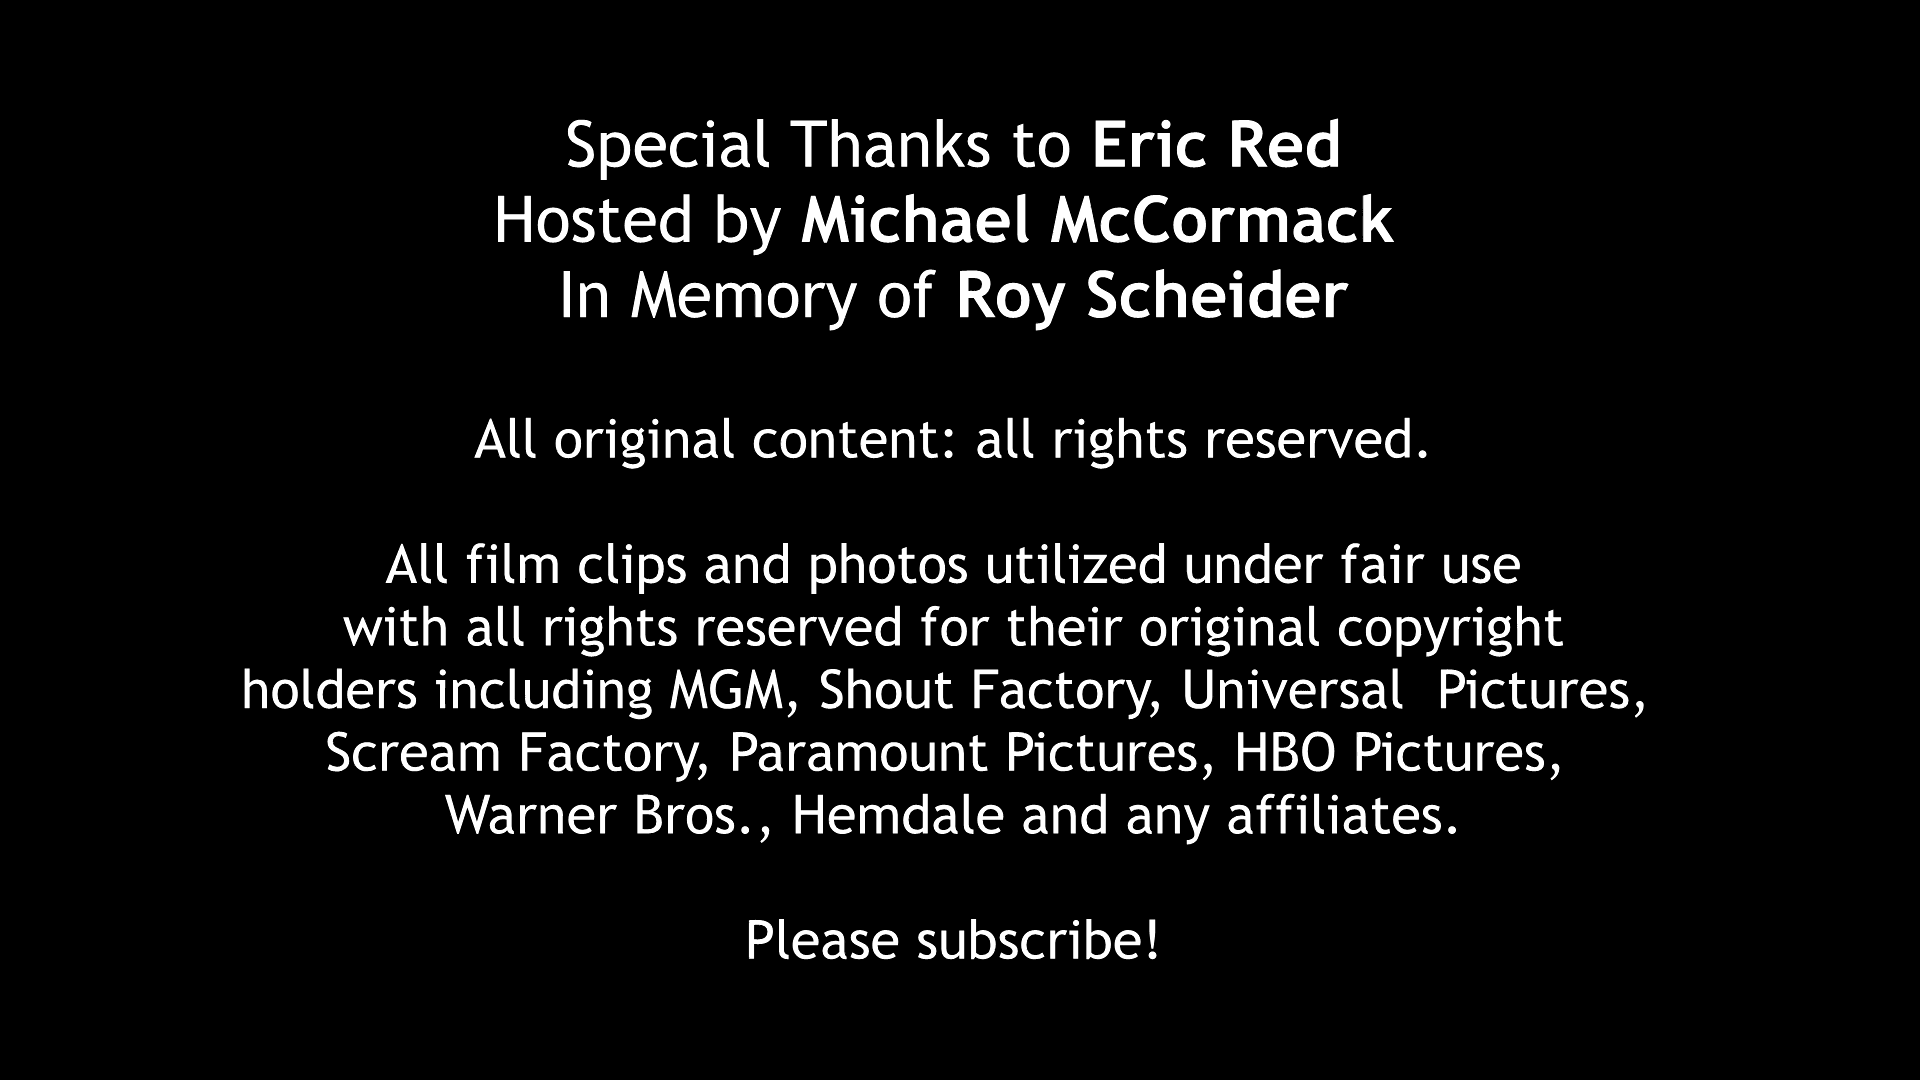 Special Thanks to Eric Red
Hosted by Michael McCormack
In Memory of Roy Scheider
All original content: all rights reserved.
All film clips and photos utilized under fair use
with all rights reserved for their original copyright
holders including MGM, Shout Factory, Universal  Pictures,
Scream Factory, Paramount Pictures, HBO Pictures,
Warner Bros., Hemdale and any affiliates.
Please subscribe!